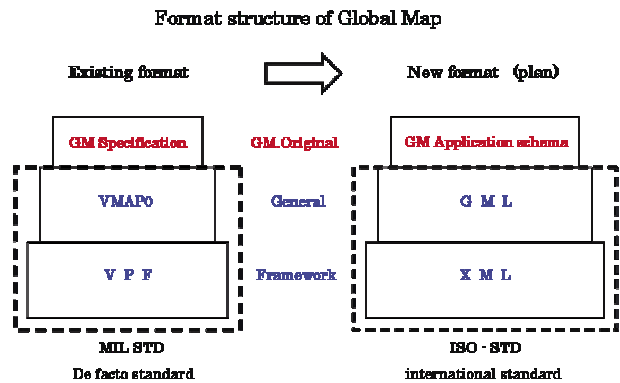 Format structure of Global Map
Existing format
New format (plan)
GM Specification
GM Original
GM Application schema
VMAP0
General
G M L
V P F
Framework
X M L
MIL STD
ISO - STD
De facto standard
international standard